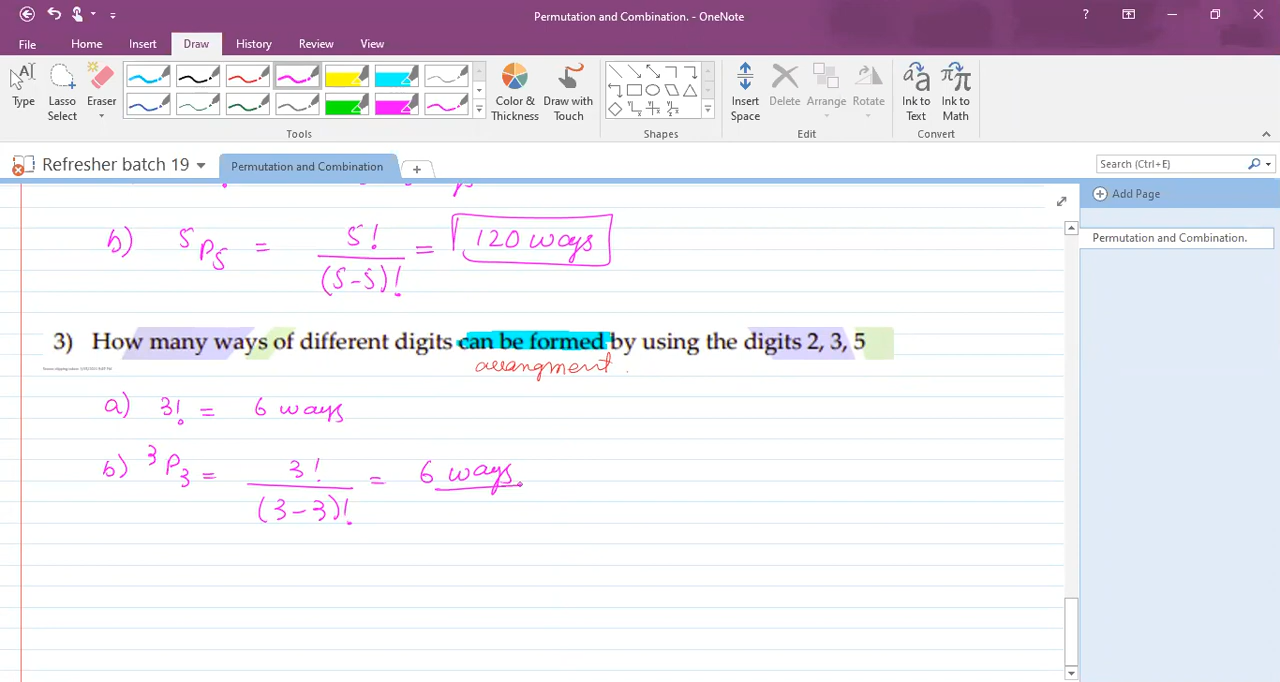 Permutation and Combination. - OneNote
File Home Insert Draw History Review View
Type
Lasso Select
Eraser
Color & Thickness
Draw with Touch
Insert Space
Delete
Arrange
Rotate
Ink to Text
Ink to Math
Tools
Shapes
Edit
Convert
Refresher batch 19
Permutation and Combination
Search (Ctrl+E)
Add Page
Permutation and Combination.
b) 5P5 = 5! / (5-5)! = 120 ways
3) How many ways of different digits can be formed by using the digits 2, 3, 5
arrangment.
a) 3! = 6 ways
b) 3P3 = 3! / (3-3)! = 6 ways.